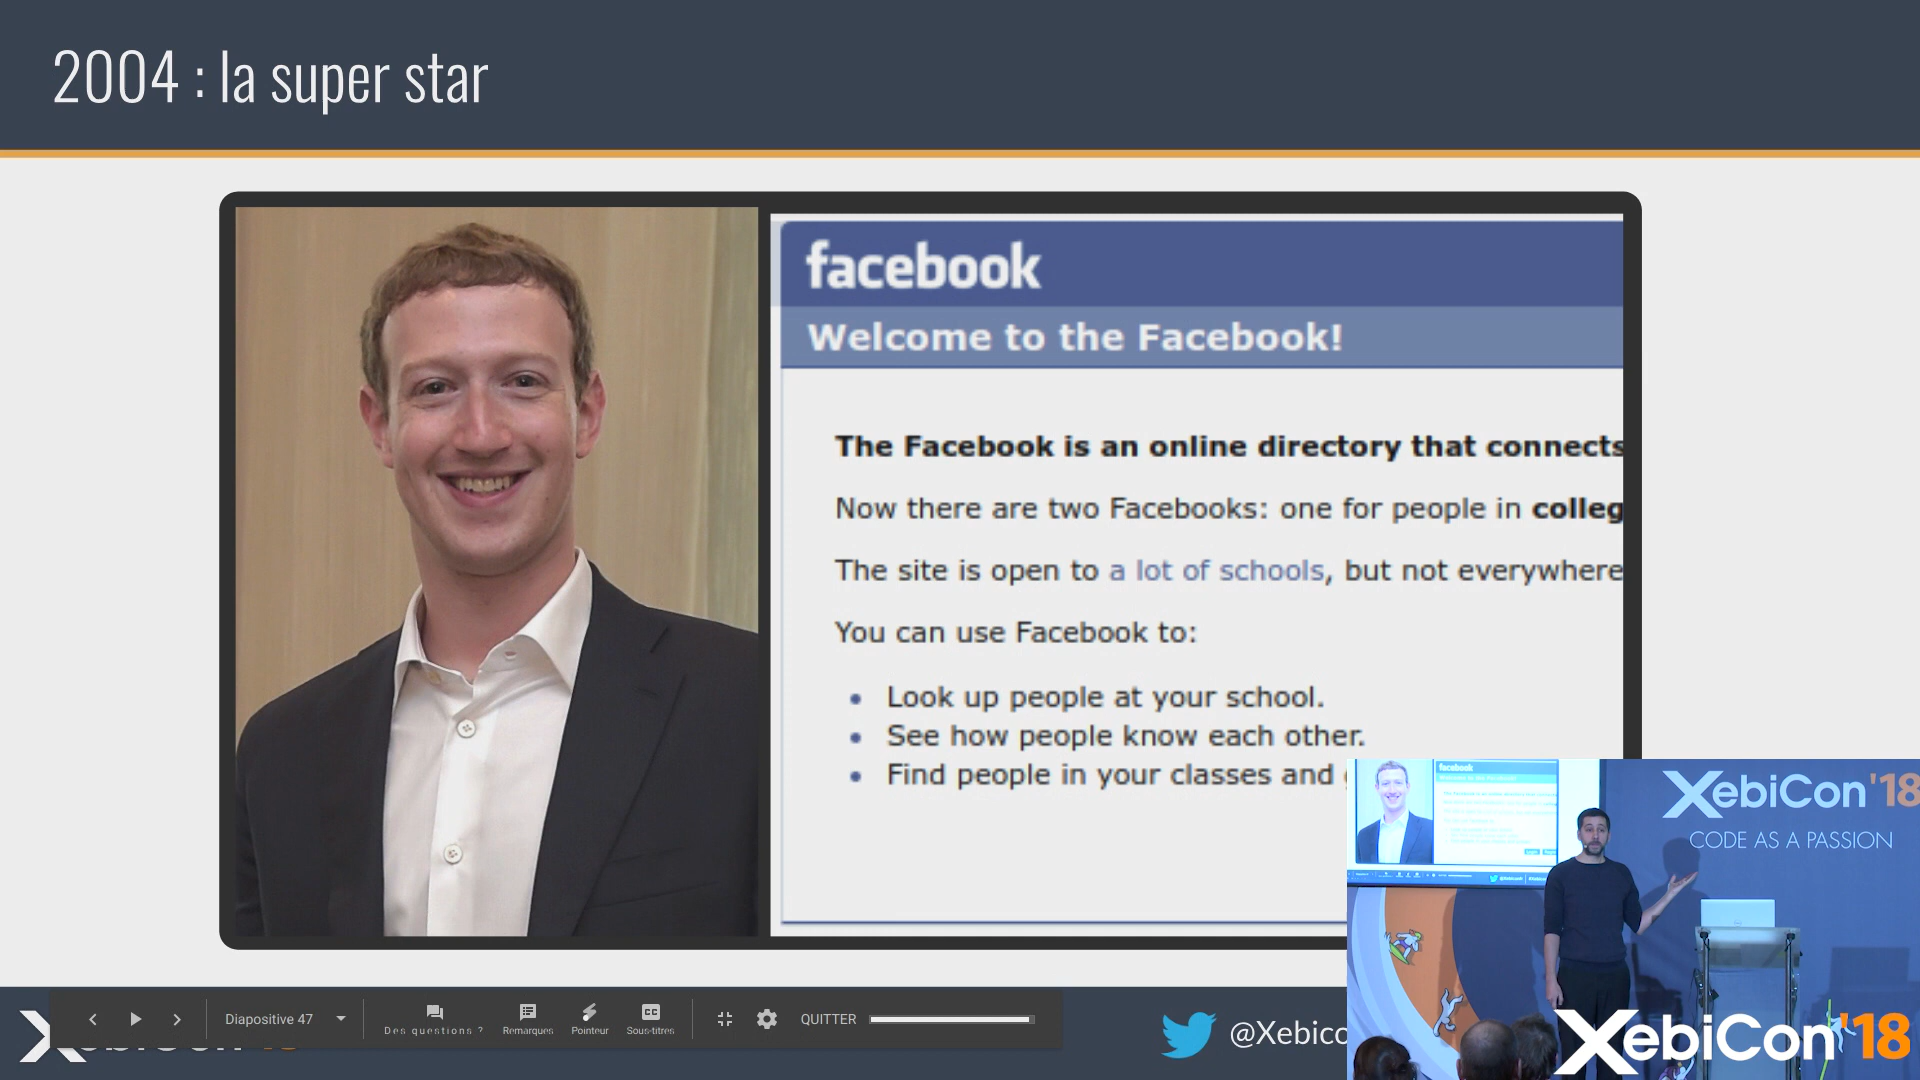 2004 : la super star
facebook
Welcome to the Facebook!
The Facebook is an online directory that connects
Now there are two Facebooks: one for people in colleg
The site is open to a lot of schools, but not everywhere
You can use Facebook to:
• Look up people at your school.
• See how people know each other.
• Find people in your classes and
facebook
XebiCon'18
CODE AS A PASSION
Diapositive 47
Des questions ?
Remarques
Pointeur
Sous-titres
QUITTER
@Xebico
XebiCon'18